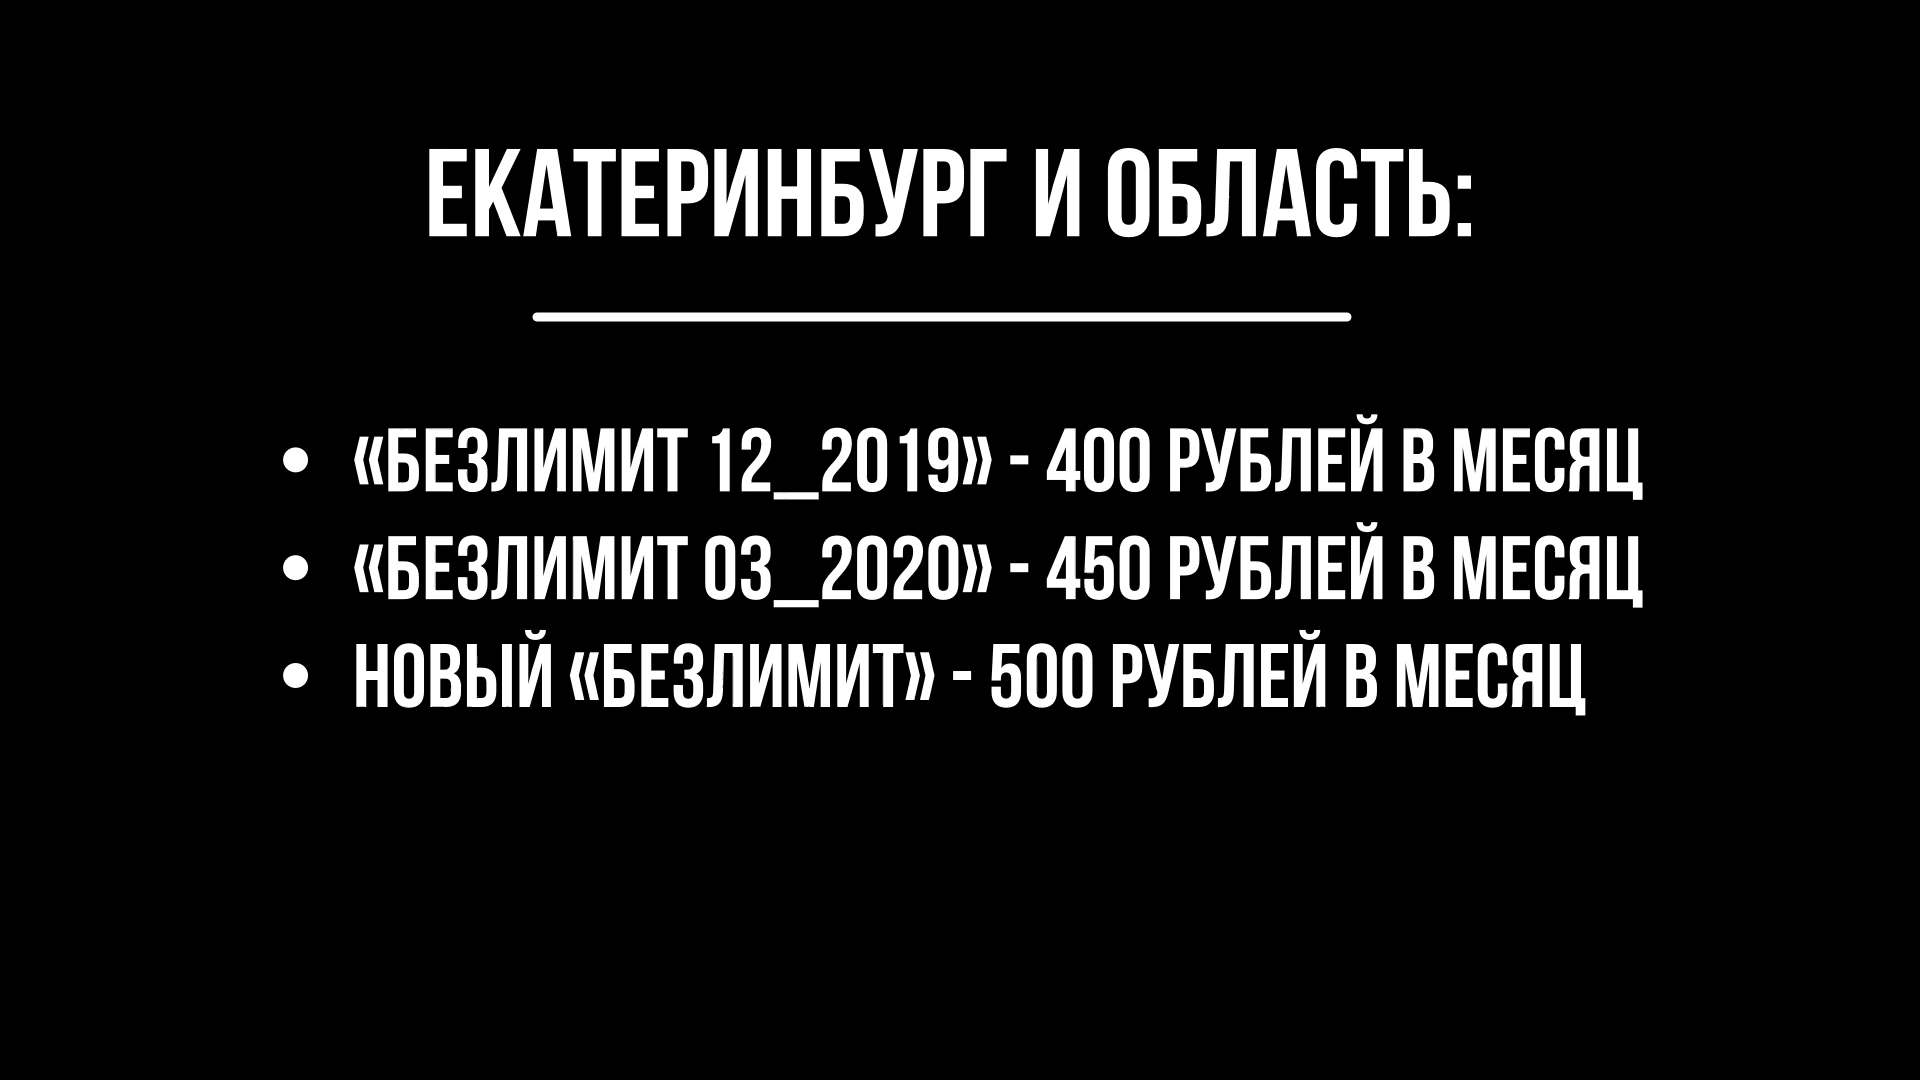 ЕКАТЕРИНБУРГ И ОБЛАСТЬ:
• «БЕЗЛИМИТ 12_2019» - 400 РУБЛЕЙ В МЕСЯЦ
• «БЕЗЛИМИТ 03_2020» - 450 РУБЛЕЙ В МЕСЯЦ
• НОВЫЙ «БЕЗЛИМИТ» - 500 РУБЛЕЙ В МЕСЯЦ